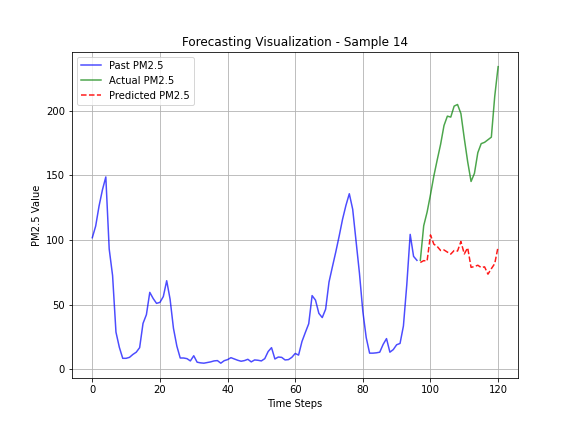 Forecasting Visualization - Sample 14
Past PM2.5
Actual PM2.5
Predicted PM2.5
PM2.5 Value
200
150
100
50
0
0 20 40 60 80 100 120
Time Steps